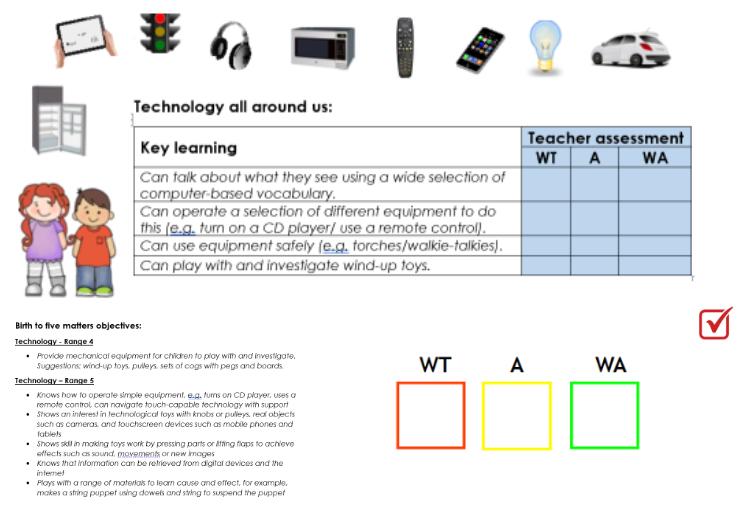 Technology all around us:
Key learning
Teacher assessment
WT A WA
Can talk about what they see using a wide selection of
computer-based vocabulary.
Can operate a selection of different equipment to do
this (e.g. turn on a CD player/ use a remote control).
Can use equipment safely (e.g. torches/walkie-talkies).
Can play with and investigate wind-up toys.
Birth to five matters objectives:
Technology - Range 4
• Provide mechanical equipment for children to play with and investigate.
Suggestions: wind-up toys, pulleys, sets of cogs with pegs and boards.
Technology – Range 5
• Knows how to operate simple equipment, e.g. turns on CD player, uses a
remote control, can navigate touch-capable technology with support
• Shows an interest in technological toys with knobs or pulleys, real objects
such as cameras, and touchscreen devices such as mobile phones and
tablets
• Shows skill in making toys work by pressing parts or lifting flaps to achieve
effects such as sound, movements or new images
• Knows that information can be retrieved from digital devices and the
internet
• Plays with a range of materials to learn cause and effect, for example,
makes a string puppet using dowels and string to suspend the puppet
WT A WA